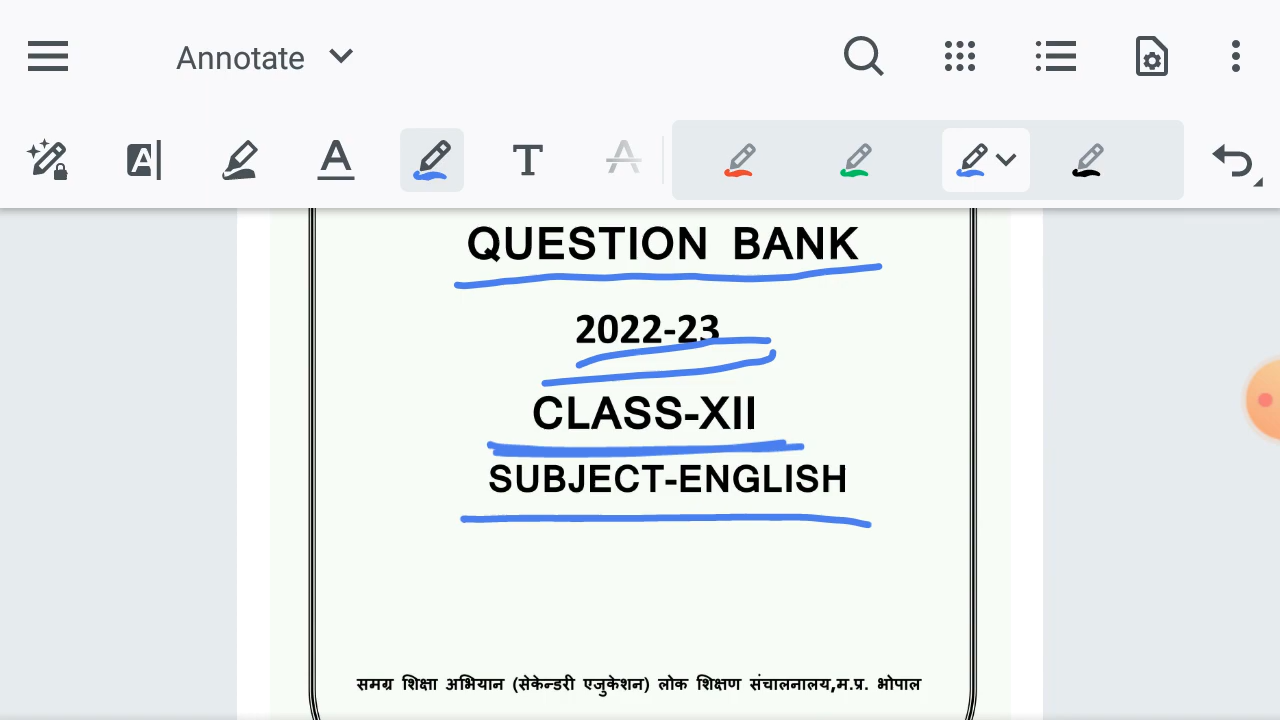 Annotate
QUESTION BANK
2022-23
CLASS-XII
SUBJECT-ENGLISH
समग्र शिक्षा अभियान (सेकेन्डरी एजुकेशन) लोक शिक्षण संचालनालय,म.प्र. भोपाल